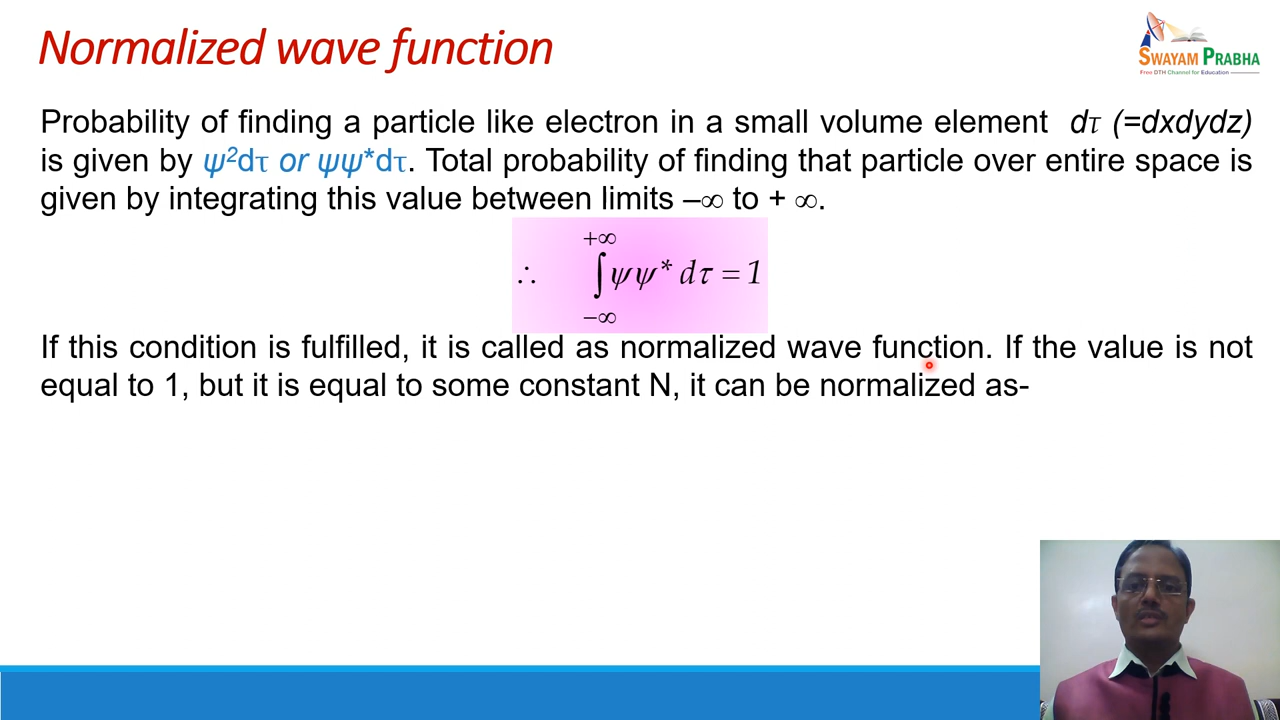 Normalized wave function
SWAYAM PRABHA
Free DTH Channel for Education
Probability of finding a particle like electron in a small volume element dτ (=dxdydz)
is given by ψ²dτ or ψψ*dτ. Total probability of finding that particle over entire space is
given by integrating this value between limits –∞ to + ∞.
+∞
∴ ∫ψψ* dτ = 1
–∞
If this condition is fulfilled, it is called as normalized wave function. If the value is not
equal to 1, but it is equal to some constant N, it can be normalized as-